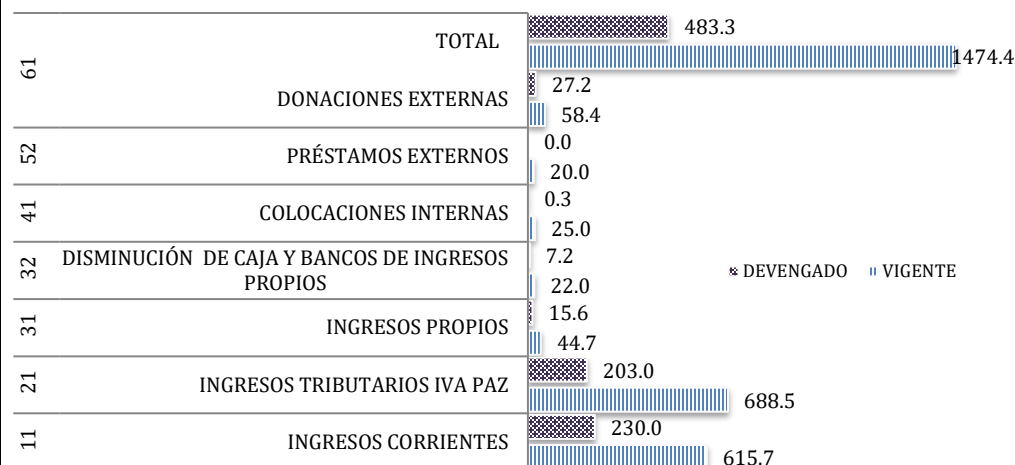 61
TOTAL
483.3
1474.4
DONACIONES EXTERNAS
27.2
58.4
52
PRÉSTAMOS EXTERNOS
0.0
20.0
41
COLOCACIONES INTERNAS
0.3
25.0
32
DISMINUCIÓN DE CAJA Y BANCOS DE INGRESOS
PROPIOS
7.2
22.0
DEVENGADO VIGENTE
31
INGRESOS PROPIOS
15.6
44.7
21
INGRESOS TRIBUTARIOS IVA PAZ
203.0
688.5
11
INGRESOS CORRIENTES
230.0
615.7